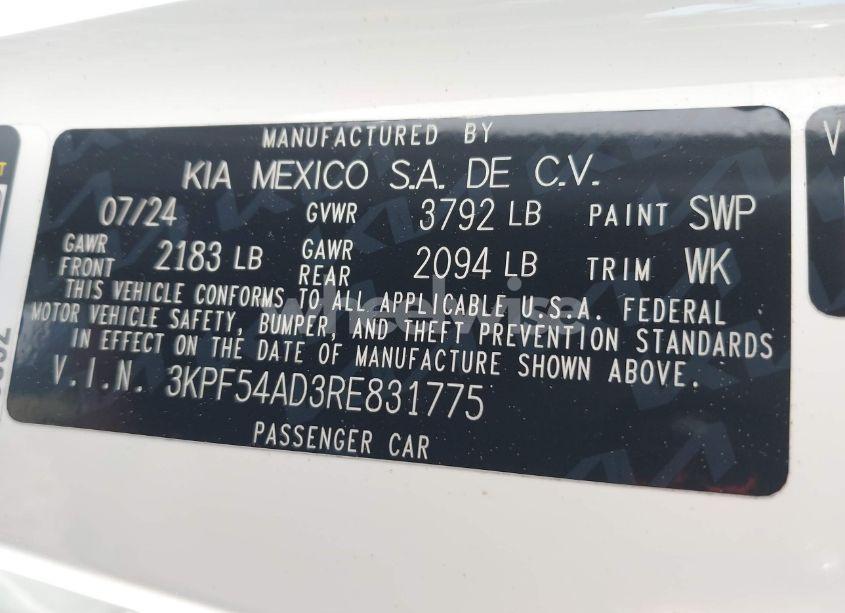 MANUFACTURED BY
KIA MEXICO S.A. DE C.V.
07/24 GVWR 3792 LB PAINT SWP
GAWR FRONT 2183 LB GAWR REAR 2094 LB TRIM WK
THIS VEHICLE CONFORMS TO ALL APPLICABLE U.S.A. FEDERAL
MOTOR VEHICLE SAFETY, BUMPER, AND THEFT PREVENTION STANDARDS
IN EFFECT ON THE DATE OF MANUFACTURE SHOWN ABOVE.
V.I.N. 3KPF54AD3RE831775
PASSENGER CAR
wheelwise